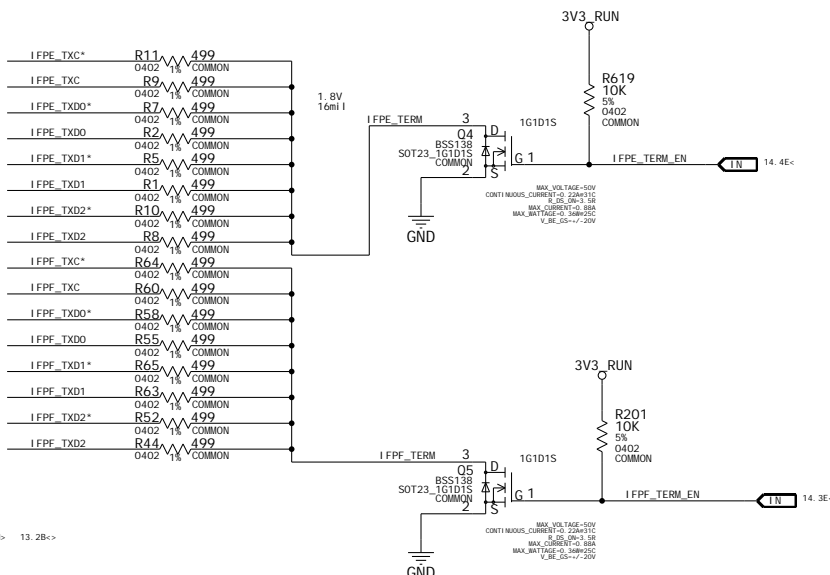 3V3_RUN
IFPE_TXC* R11 499
0402 1% COMMON
IFPE_TXC R9 499
0402 1% COMMON
IFPE_TXD0* R7 499
0402 1% COMMON
IFPE_TXD0 R2 499
0402 1% COMMON
IFPE_TXD1* R5 499
0402 1% COMMON
IFPE_TXD1 R1 499
0402 1% COMMON
IFPE_TXD2* R10 499
0402 1% COMMON
IFPE_TXD2 R8 499
0402 1% COMMON
IFPF_TXC* R64 499
0402 1% COMMON
IFPF_TXC R60 499
0402 1% COMMON
IFPF_TXD0* R58 499
0402 1% COMMON
IFPF_TXD0 R55 499
0402 1% COMMON
IFPF_TXD1* R65 499
0402 1% COMMON
IFPF_TXD1 R63 499
0402 1% COMMON
IFPF_TXD2* R52 499
0402 1% COMMON
IFPF_TXD2 R44 499
0402 1% COMMON
1.8V
16mil
R619
10K
5%
0402
COMMON
IFPE_TERM 3
Q4 D 1G1D1S
BSS138
SOT23_1G1D1S
COMMON
G 1 IFPE_TERM_EN IN 14.4E<
2 S
MAX_VOLTAGE=50V
CONTINUOUS_CURRENT=0.22A@31C
R_DS_ON=3.5R
MAX_CURRENT=0.88A
MAX_WATTAGE=0.36W@25C
V_BE_GS=+/-20V
GND
3V3_RUN
R201
10K
5%
0402
COMMON
IFPF_TERM 3
Q5 D 1G1D1S
BSS138
SOT23_1G1D1S
COMMON
G 1 IFPF_TERM_EN IN 14.3E<
2 S
MAX_VOLTAGE=50V
CONTINUOUS_CURRENT=0.22A@31C
R_DS_ON=3.5R
MAX_CURRENT=0.88A
MAX_WATTAGE=0.36W@25C
V_BE_GS=+/-20V
GND
> 13.2B<>